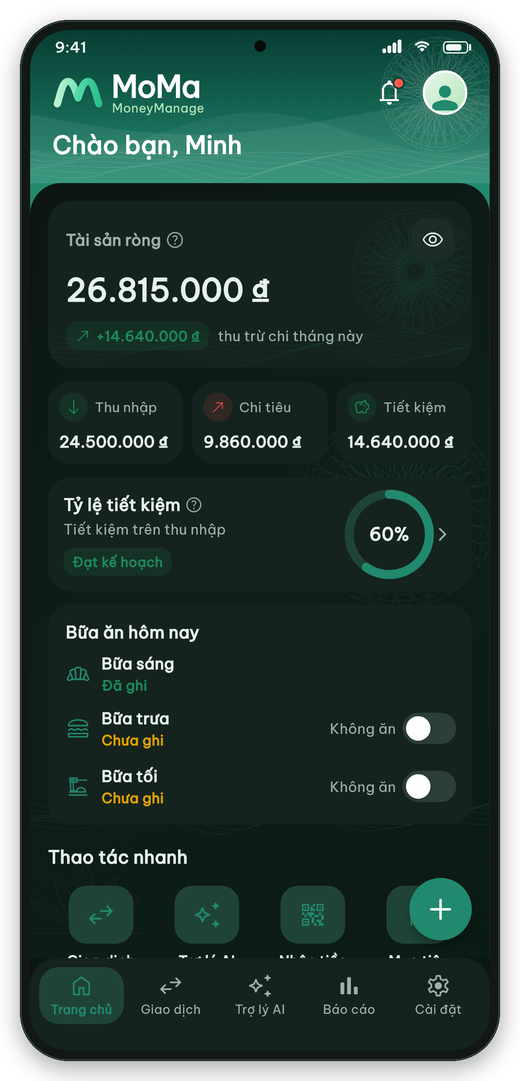 9:41
MoMa
MoneyManage
Chào bạn, Minh
Tài sản ròng
26.815.000 ₫
+14.640.000 ₫ thu trừ chi tháng này
Thu nhập
24.500.000 ₫
Chi tiêu
9.860.000 ₫
Tiết kiệm
14.640.000 ₫
Tỷ lệ tiết kiệm
Tiết kiệm trên thu nhập
Đạt kế hoạch
60%
Bữa ăn hôm nay
Bữa sáng
Đã ghi
Bữa trưa
Chưa ghi
Không ăn
Bữa tối
Chưa ghi
Không ăn
Thao tác nhanh
Trang chủ
Giao dịch
Trợ lý AI
Báo cáo
Cài đặt